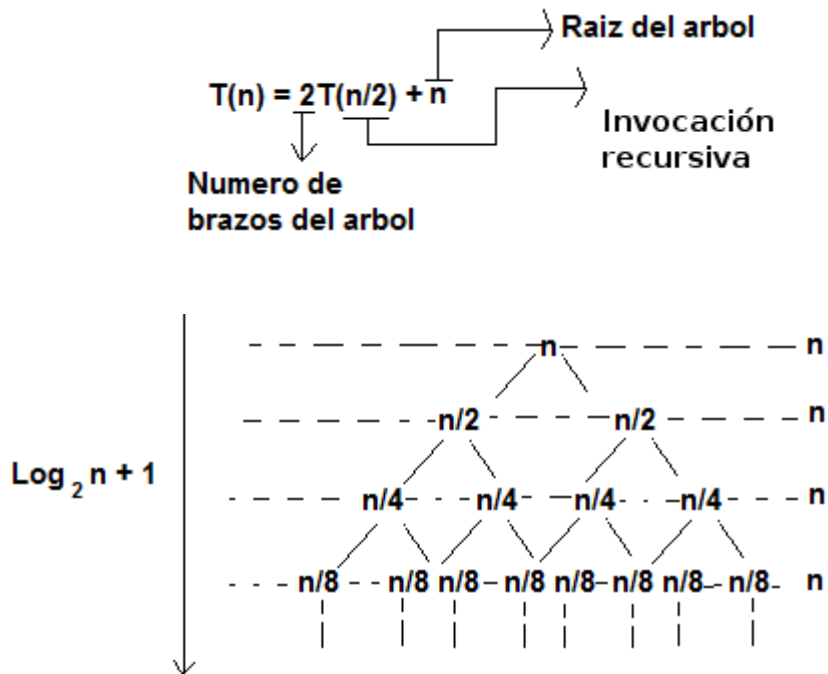 Raiz del arbol
T(n) = 2T(n/2) + n
Invocación
recursiva
Numero de
brazos del arbol
n n
n/2 n/2 n
Log 2 n + 1
n/4 n/4 n/4 n/4 n
n/8 n/8 n/8 n/8 n/8 n/8 n/8 n/8 n